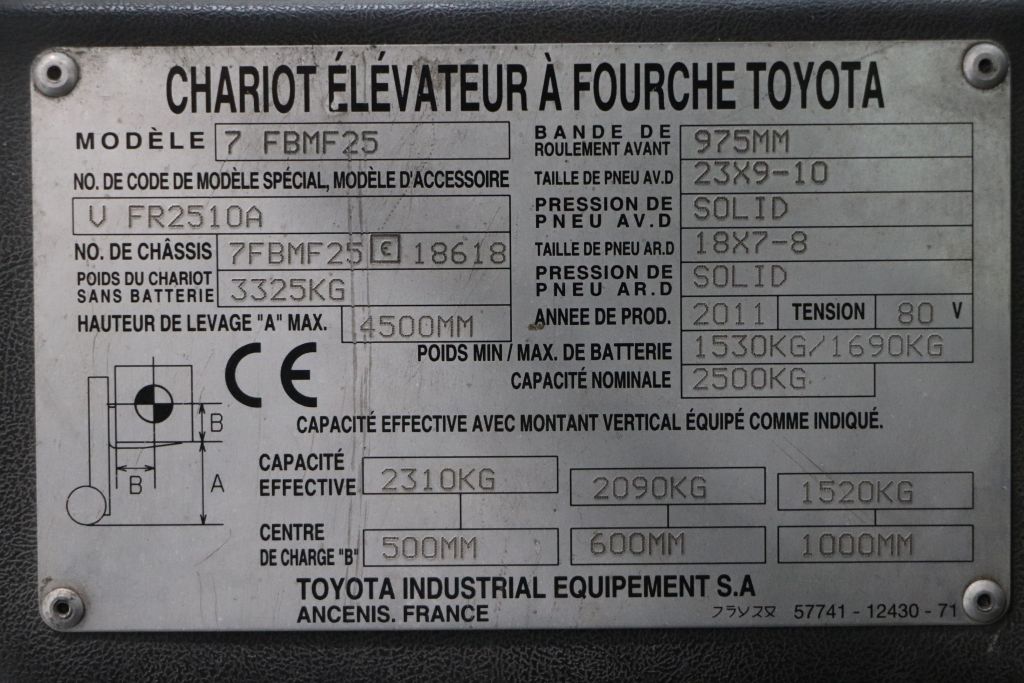 CHARIOT ÉLÉVATEUR À FOURCHE TOYOTA
MODÈLE 7 FBMF25
NO. DE CODE DE MODÈLE SPÉCIAL, MODÈLE D'ACCESSOIRE
V FR2510A
NO. DE CHÂSSIS 7FBMF25 E 18618
POIDS DU CHARIOT
SANS BATTERIE 3325KG
HAUTEUR DE LEVAGE "A" MAX. 4500MM
BANDE DE
ROULEMENT AVANT 975MM
TAILLE DE PNEU AV.D 23X9-10
PRESSION DE
PNEU AV.D SOLID
TAILLE DE PNEU AR.D 18X7-8
PRESSION DE
PNEU AR.D SOLID
ANNEE DE PROD. 2011 TENSION 80 V
POIDS MIN / MAX. DE BATTERIE 1530KG/1690KG
CAPACITÉ NOMINALE 2500KG
CE
B
B
A
CAPACITÉ EFFECTIVE AVEC MONTANT VERTICAL ÉQUIPÉ COMME INDIQUÉ.
CAPACITÉ
EFFECTIVE 2310KG 2090KG 1520KG
CENTRE
DE CHARGE "B" 500MM 600MM 1000MM
TOYOTA INDUSTRIAL EQUIPEMENT S.A
ANCENIS. FRANCE
フランス文 57741 - 12430 - 71